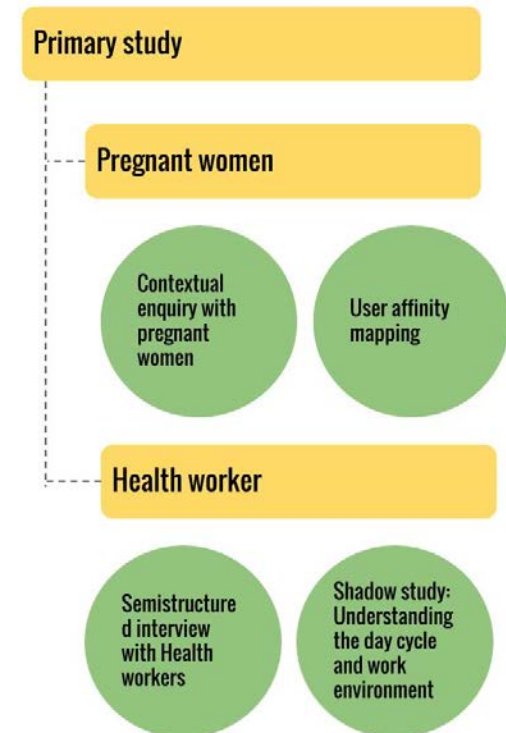 Primary study
Pregnant women
Contextual
enquiry with
pregnant
women
User affinity
mapping
Health worker
Semistructure
d interview
with Health
workers
Shadow study:
Understanding
the day cycle
and work
environment